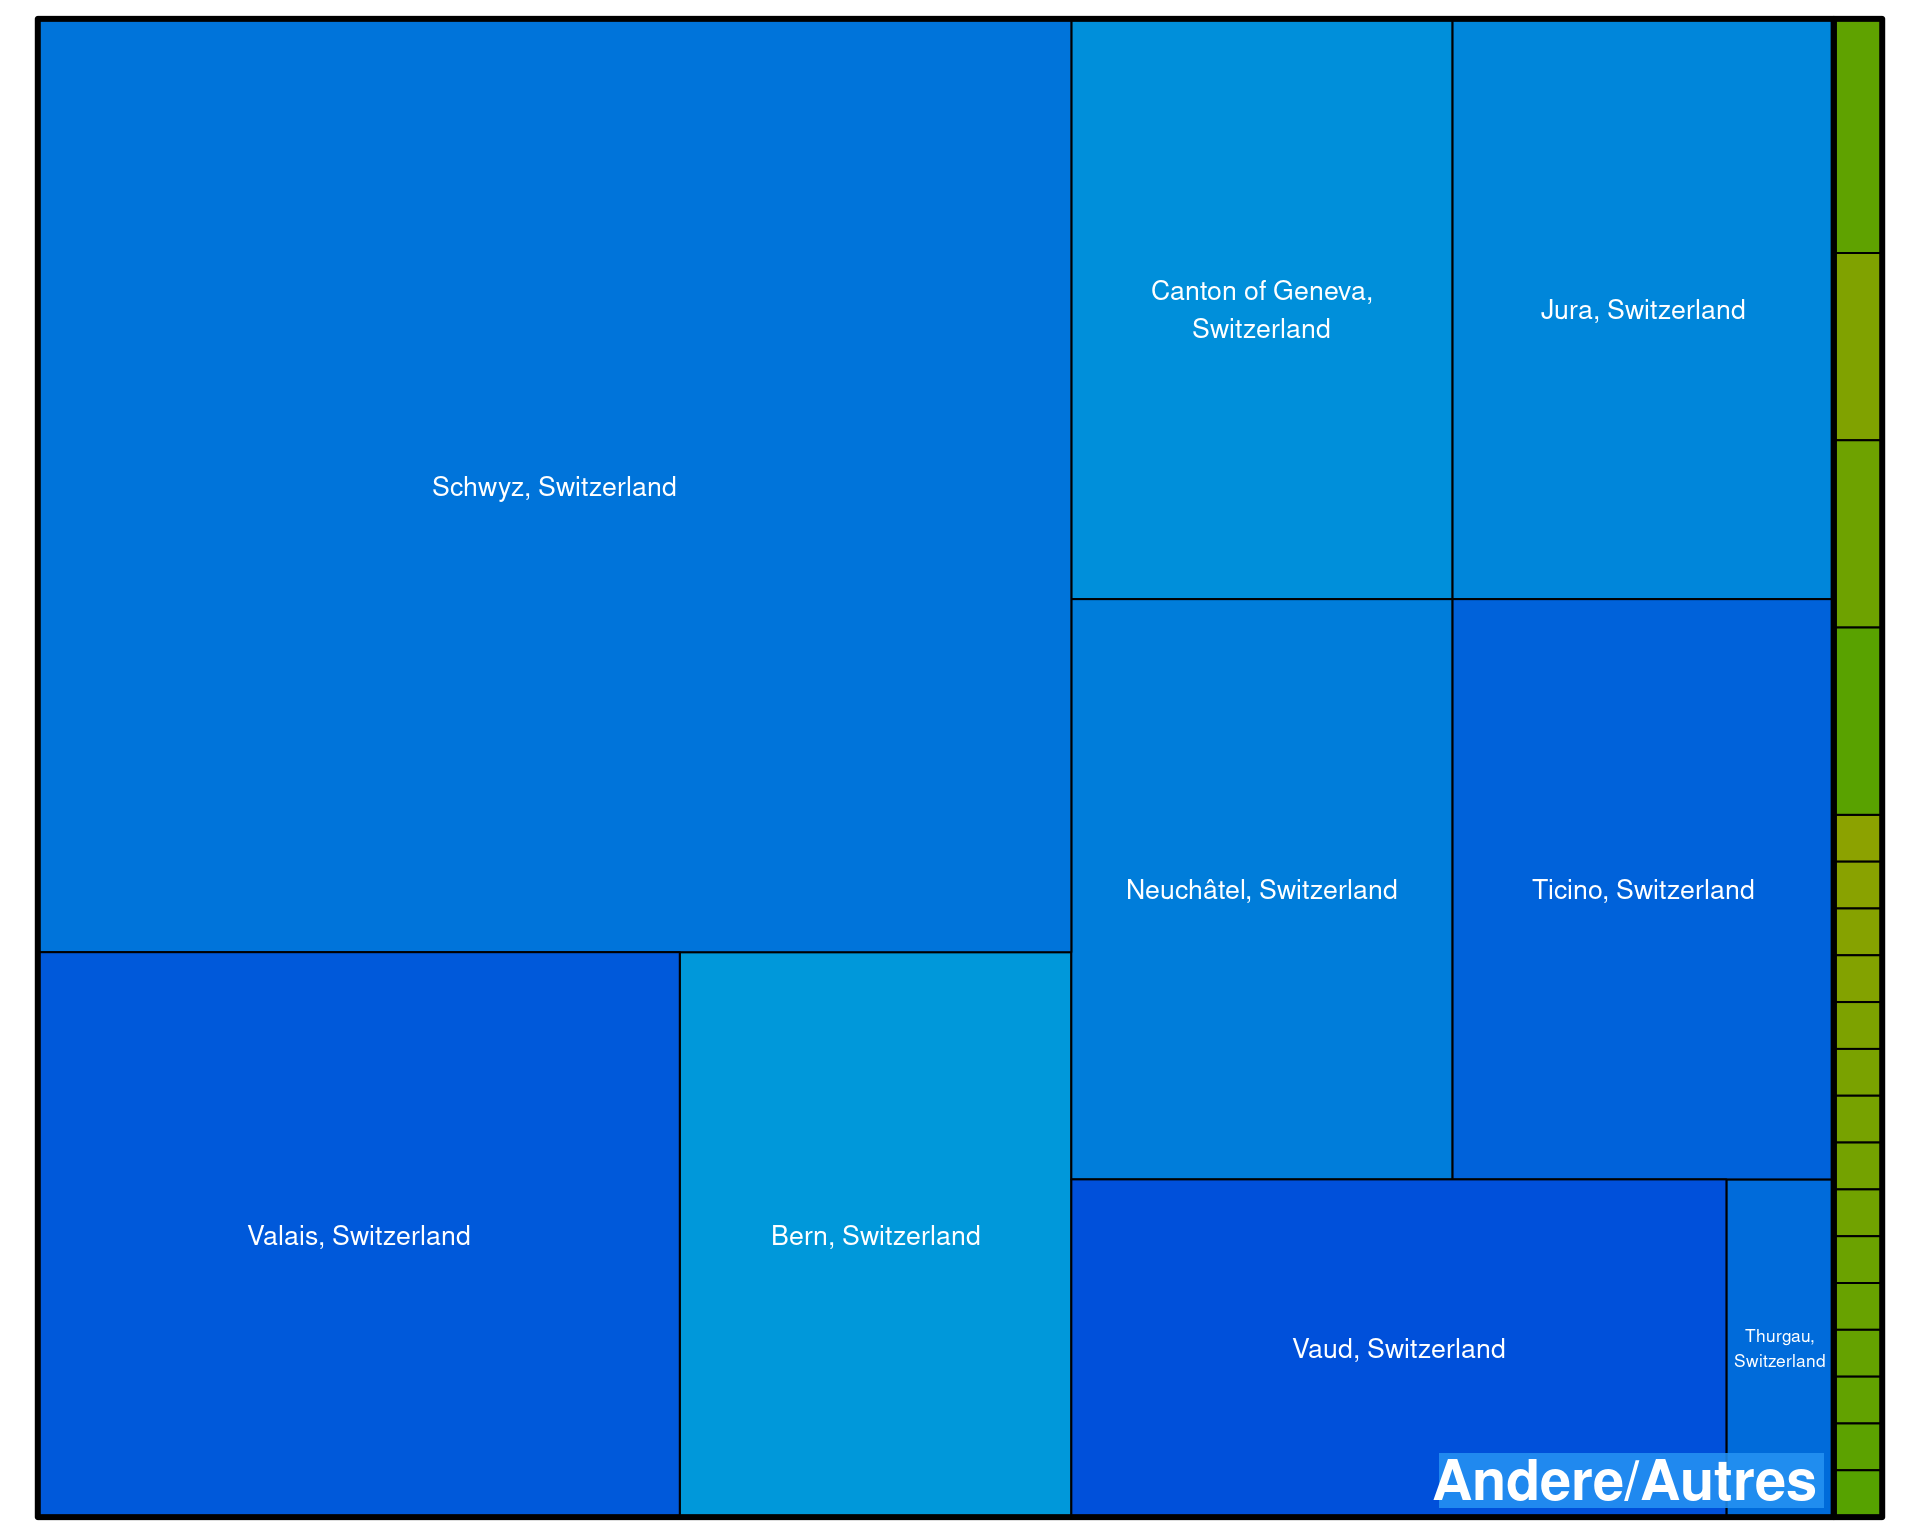 Canton of Geneva,
Switzerland
Jura, Switzerland
Schwyz, Switzerland
Neuchâtel, Switzerland
Ticino, Switzerland
Valais, Switzerland
Bern, Switzerland
Vaud, Switzerland
Thurgau,
Switzerland
Andere/Autres